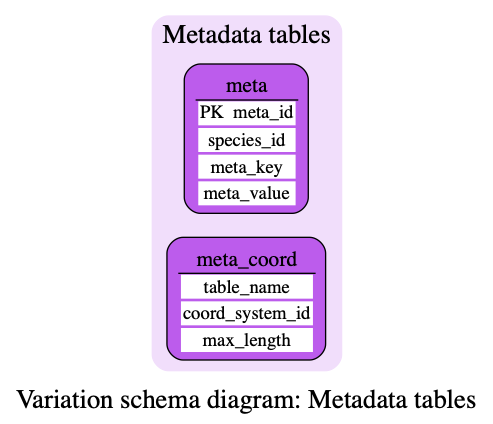 Metadata tables
meta
PK meta_id
species_id
meta_key
meta_value
meta_coord
table_name
coord_system_id
max_length
Variation schema diagram: Metadata tables